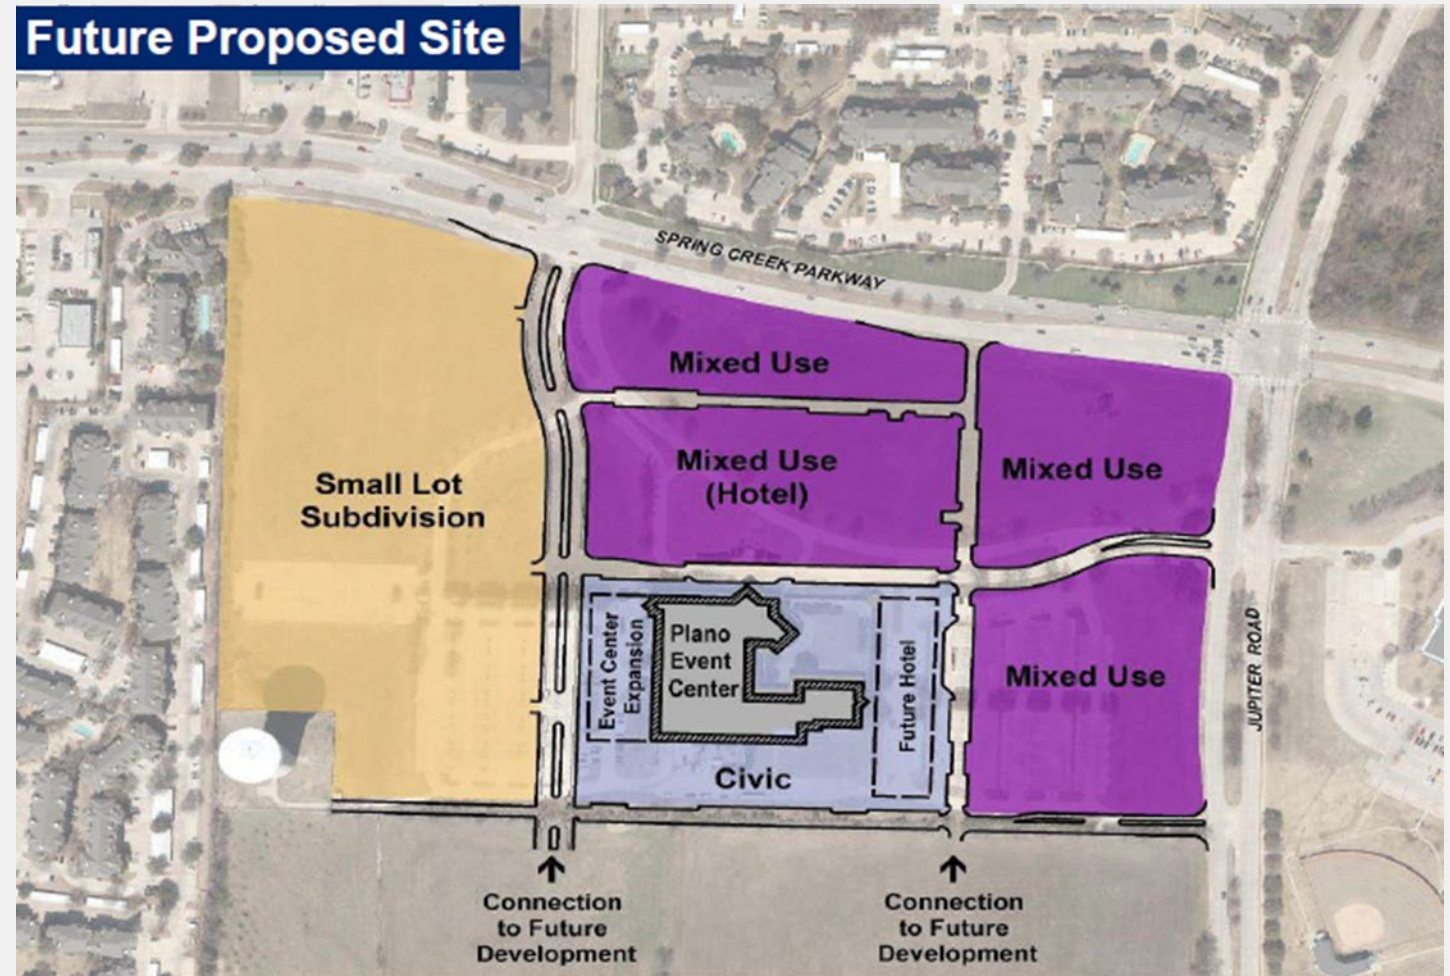 Future Proposed Site
SPRING CREEK PARKWAY
Mixed Use
Mixed Use
(Hotel)
Mixed Use
Small Lot
Subdivision
Event Center
Expansion
Plano
Event
Center
Future Hotel
Mixed Use
JUPITER ROAD
Civic
Connection
to Future
Development
Connection
to Future
Development